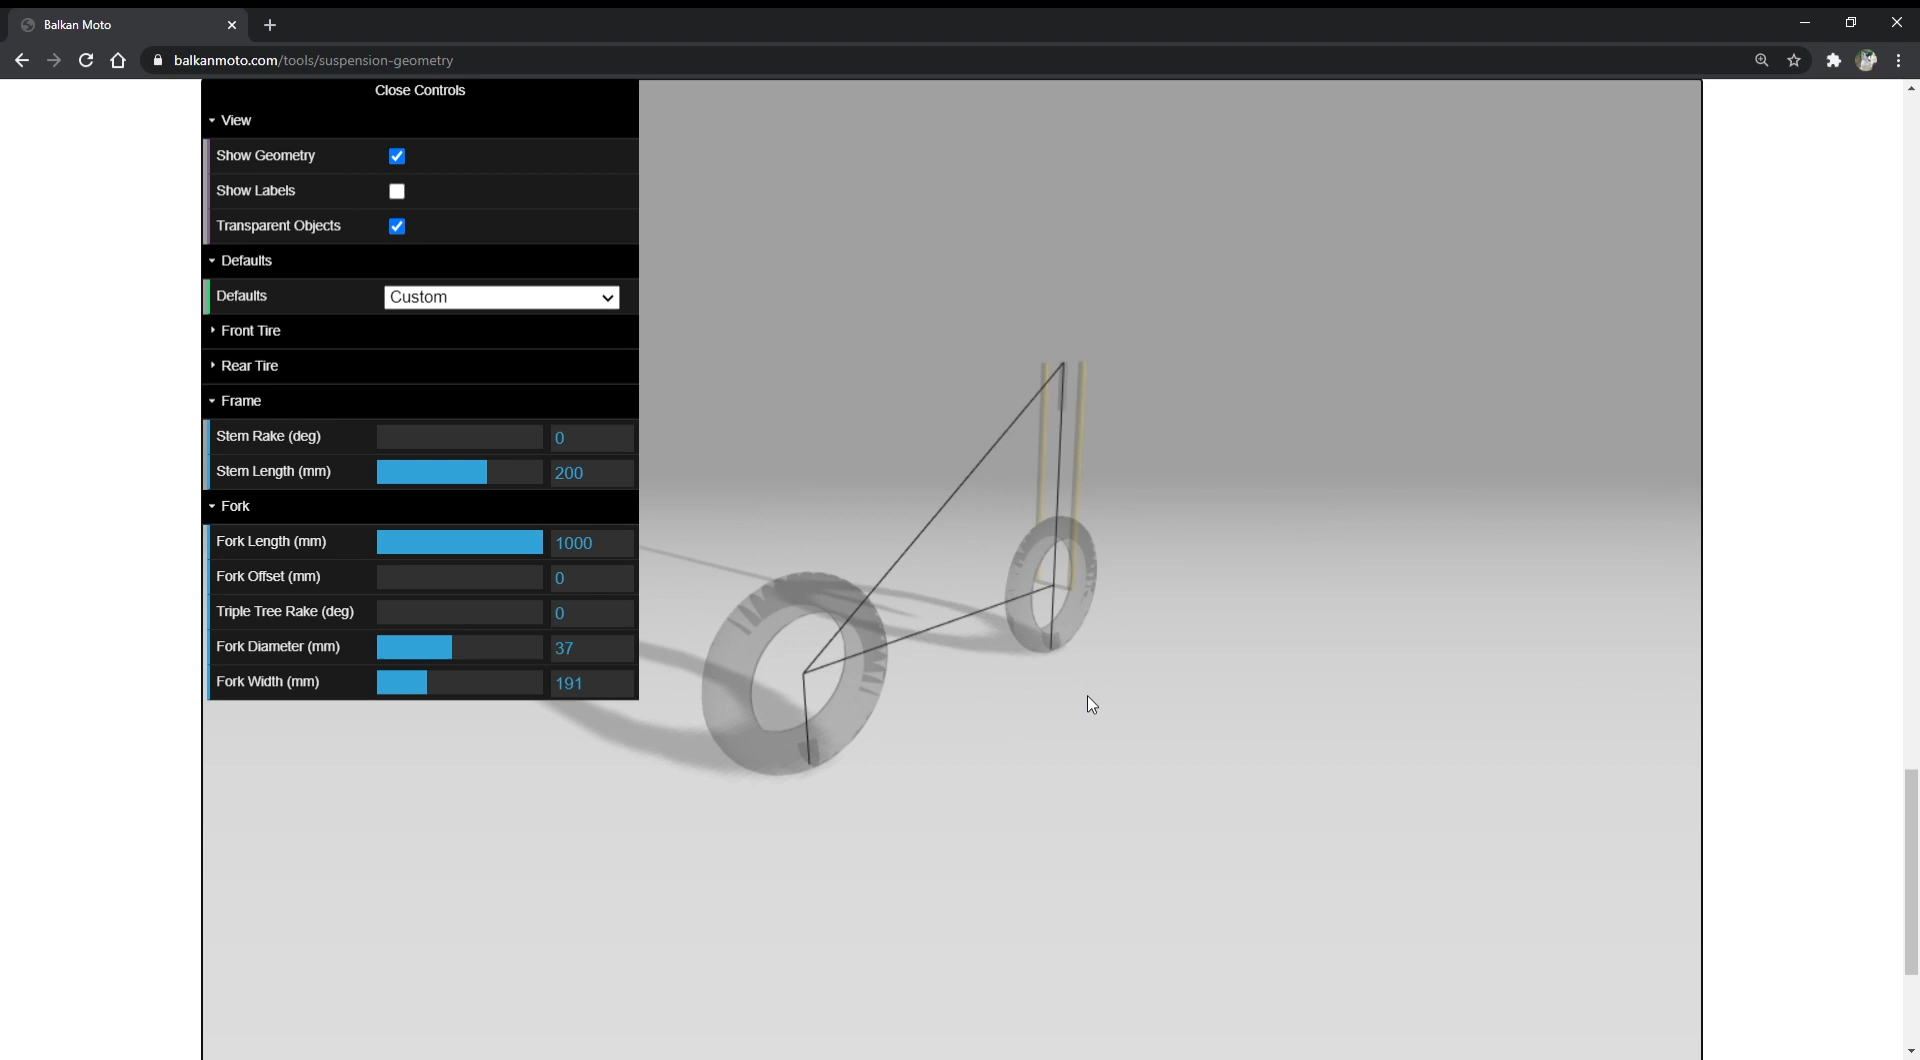 Balkan Moto
balkanmoto.com/tools/suspension-geometry
Close Controls
View
Show Geometry
Show Labels
Transparent Objects
Defaults
Defaults Custom
Front Tire
Rear Tire
Frame
Stem Rake (deg) 0
Stem Length (mm) 200
Fork
Fork Length (mm) 1000
Fork Offset (mm) 0
Triple Tree Rake (deg) 0
Fork Diameter (mm) 37
Fork Width (mm) 191